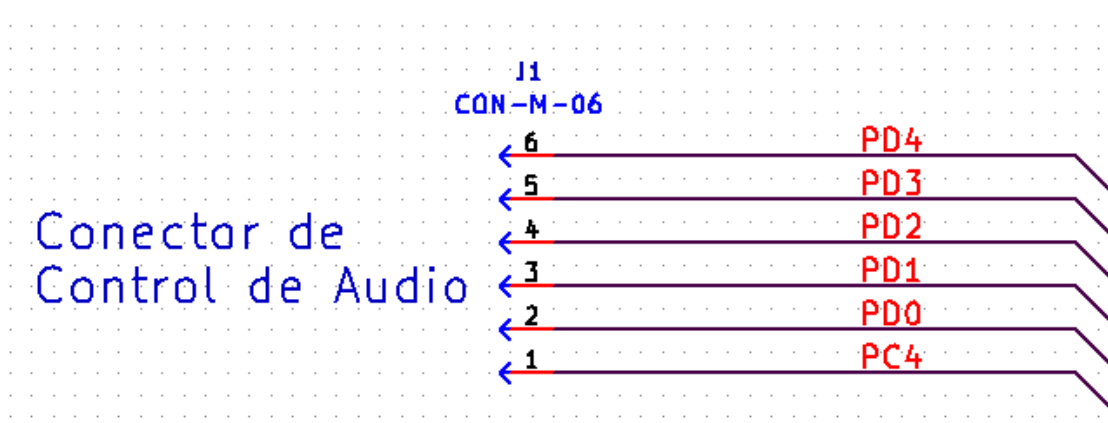 J1
CON-M-06
6 PD4
5 PD3
4 PD2
3 PD1
2 PD0
1 PC4
Conector de
Control de Audio